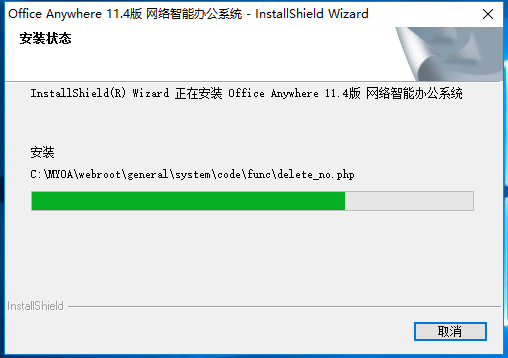 Office Anywhere 11.4版 网络智能办公系统 - InstallShield Wizard
安装状态
InstallShield(R) Wizard 正在安装 Office Anywhere 11.4版 网络智能办公系统
安装
C:\MYOA\webroot\general\system\code\func\delete_no.php
InstallShield
取消